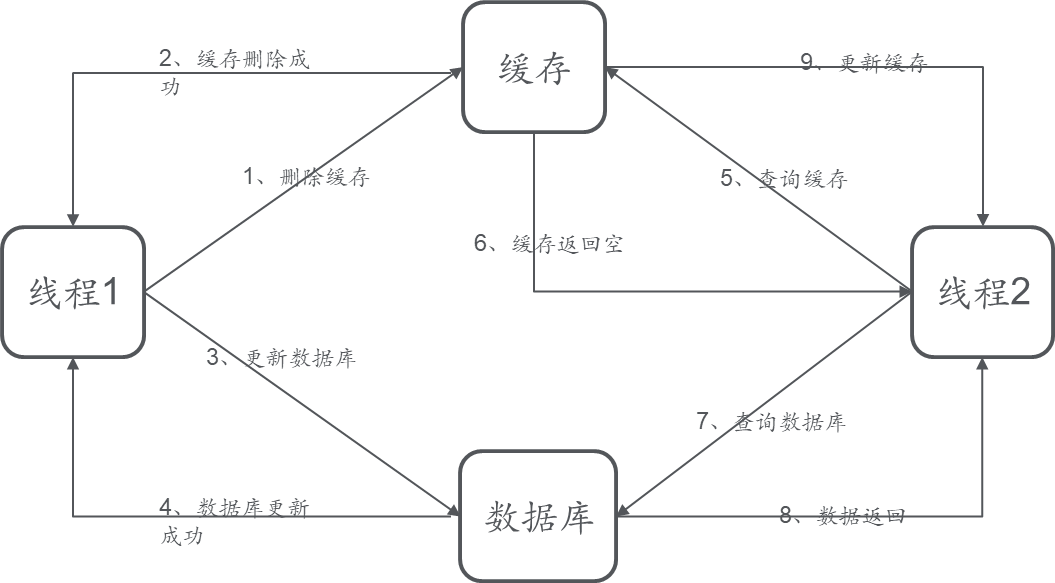 缓存
2、缓存删除成
功
9、更新缓存
1、删除缓存
5、查询缓存
6、缓存返回空
线程1
线程2
3、更新数据库
7、查询数据库
4、数据库更新
成功
数据库
8、数据返回